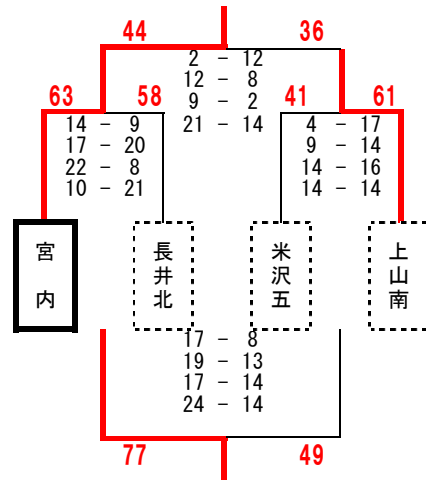 44 36
2 - 12
12 - 8
9 - 2
21 - 14
63 58 41 61
14 - 9
17 - 20
22 - 8
10 - 21
4 - 17
9 - 14
14 - 16
14 - 14
宮内
長井北
米沢五
上山南
17 - 8
19 - 13
17 - 14
24 - 14
77 49